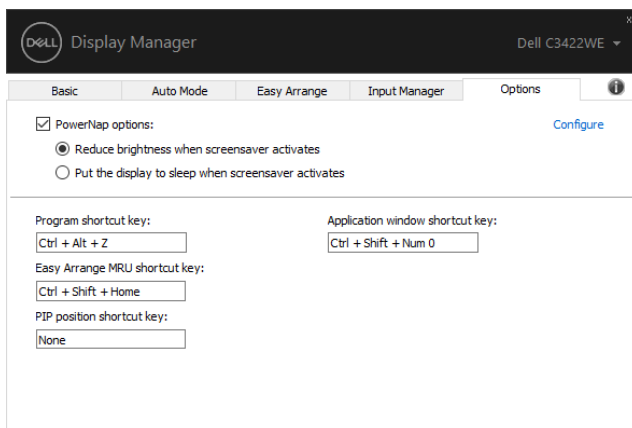 DELL Display Manager Dell C3422WE
Basic Auto Mode Easy Arrange Input Manager Options
PowerNap options: Configure
Reduce brightness when screensaver activates
Put the display to sleep when screensaver activates
Program shortcut key: Application window shortcut key:
Ctrl + Alt + Z Ctrl + Shift + Num 0
Easy Arrange MRU shortcut key:
Ctrl + Shift + Home
PIP position shortcut key:
None